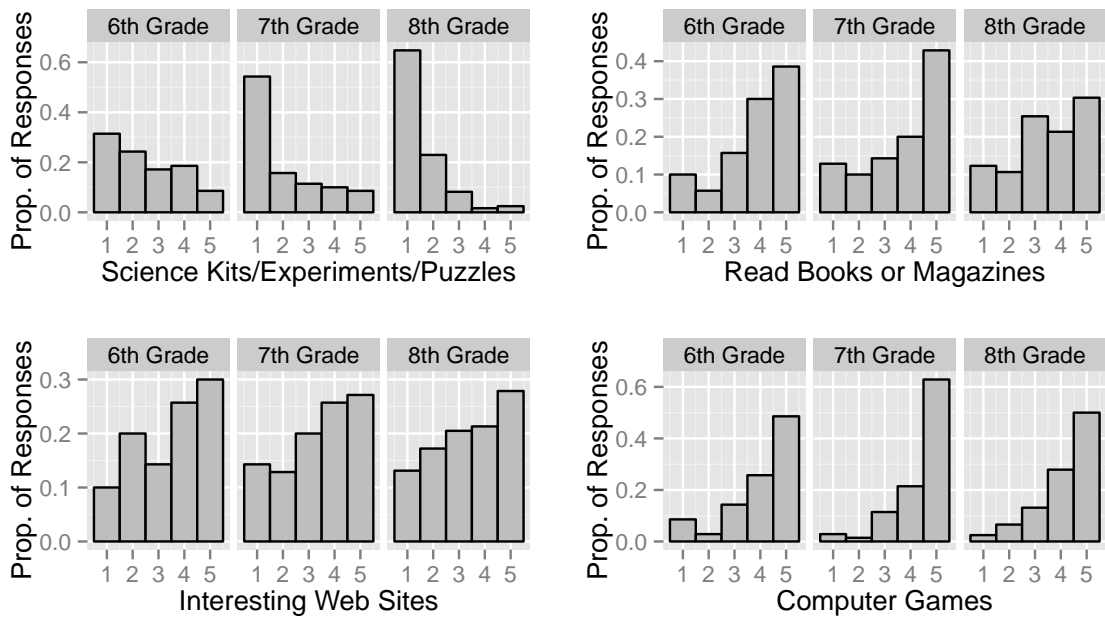 6th Grade 7th Grade 8th Grade
Prop. of Responses
0.6
0.4
0.2
0.0
1 2 3 4 5 1 2 3 4 5 1 2 3 4 5
Science Kits/Experiments/Puzzles
6th Grade 7th Grade 8th Grade
Prop. of Responses
0.4
0.3
0.2
0.1
0.0
1 2 3 4 5 1 2 3 4 5 1 2 3 4 5
Read Books or Magazines
6th Grade 7th Grade 8th Grade
Prop. of Responses
0.3
0.2
0.1
0.0
1 2 3 4 5 1 2 3 4 5 1 2 3 4 5
Interesting Web Sites
6th Grade 7th Grade 8th Grade
Prop. of Responses
0.6
0.4
0.2
0.0
1 2 3 4 5 1 2 3 4 5 1 2 3 4 5
Computer Games